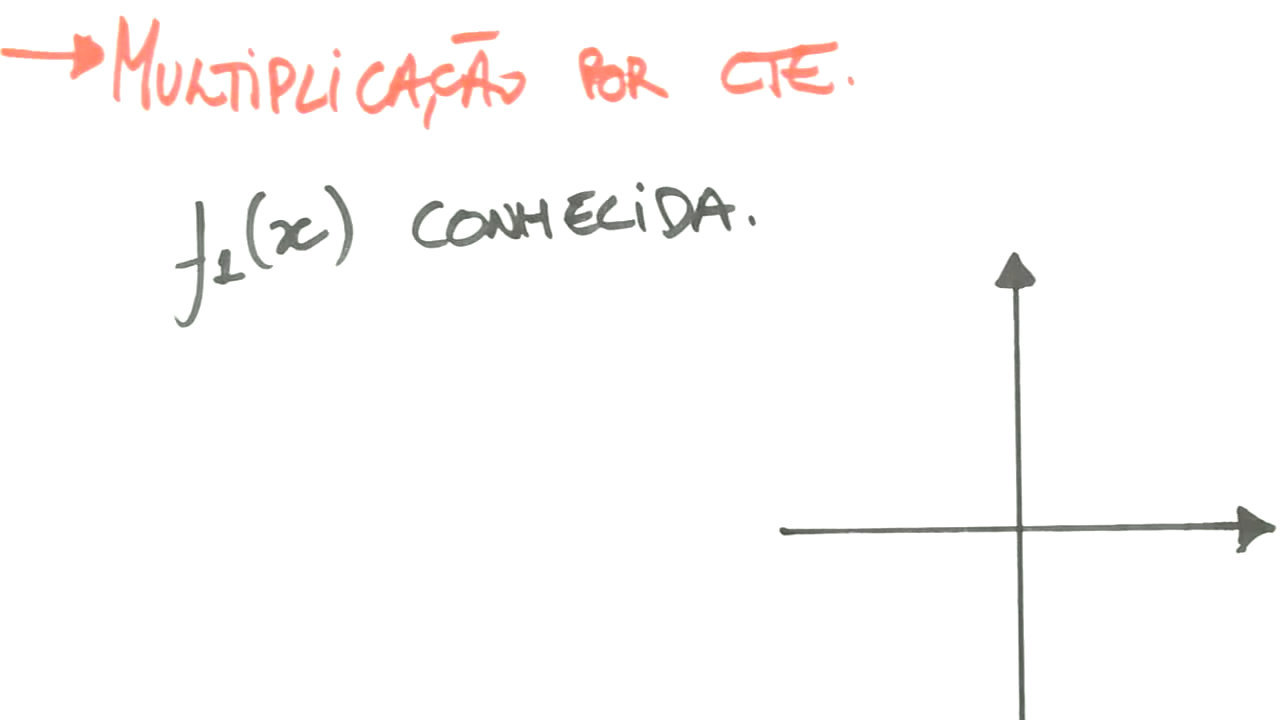 → MULTIPLICAÇÃO POR CTE.
f₁(x) CONHECIDA.